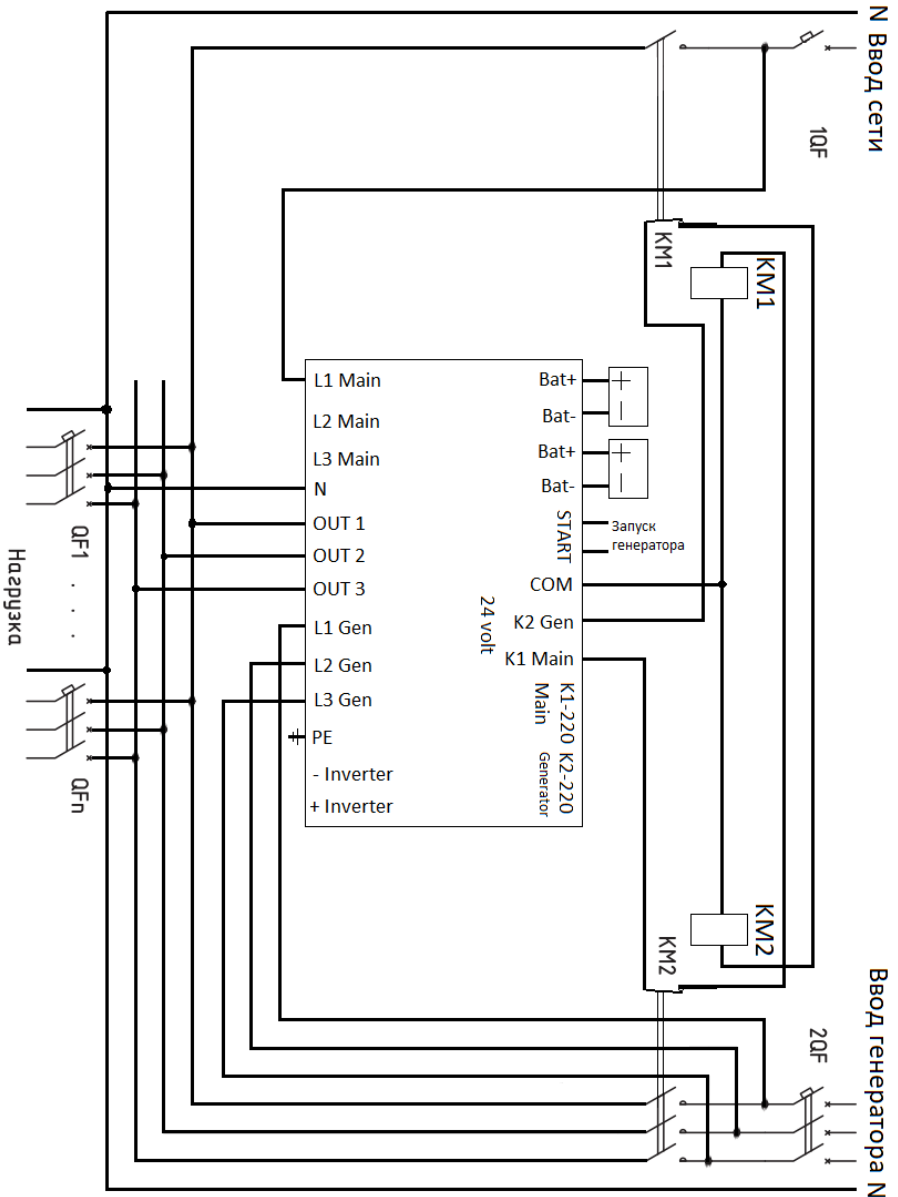 N Ввод сети
1QF
KM1
KM1
L1 Main
L2 Main
L3 Main
N
OUT 1
OUT 2
OUT 3
L1 Gen
L2 Gen
L3 Gen
PE
- Inverter
+ Inverter
Bat+
+
Bat-
−
Bat+
+
Bat-
−
START
Запуск
генератора
COM
K2 Gen
K1 Main
24 volt
K1-220 K2-220
Main Generator
QF1 . . .
Нагрузка
QFn
KM2
KM2
2QF
Ввод генератора N